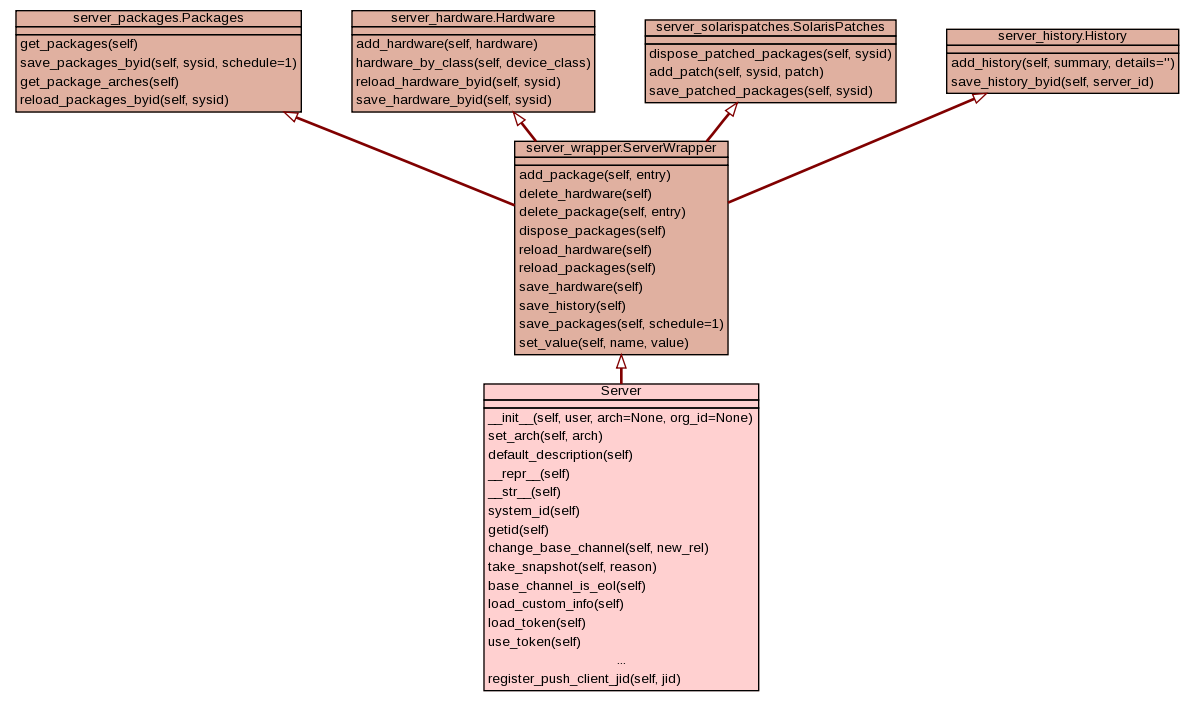 server_packages.Packages
get_packages(self)
save_packages_byid(self, sysid, schedule=1)
get_package_arches(self)
reload_packages_byid(self, sysid)
server_hardware.Hardware
add_hardware(self, hardware)
hardware_by_class(self, device_class)
reload_hardware_byid(self, sysid)
save_hardware_byid(self, sysid)
server_solarispatches.SolarisPatches
dispose_patched_packages(self, sysid)
add_patch(self, sysid, patch)
save_patched_packages(self, sysid)
server_history.History
add_history(self, summary, details='')
save_history_byid(self, server_id)
server_wrapper.ServerWrapper
add_package(self, entry)
delete_hardware(self)
delete_package(self, entry)
dispose_packages(self)
reload_hardware(self)
reload_packages(self)
save_hardware(self)
save_history(self)
save_packages(self, schedule=1)
set_value(self, name, value)
Server
__init__(self, user, arch=None, org_id=None)
set_arch(self, arch)
default_description(self)
__repr__(self)
__str__(self)
system_id(self)
getid(self)
change_base_channel(self, new_rel)
take_snapshot(self, reason)
base_channel_is_eol(self)
load_custom_info(self)
load_token(self)
use_token(self)
...
register_push_client_jid(self, jid)